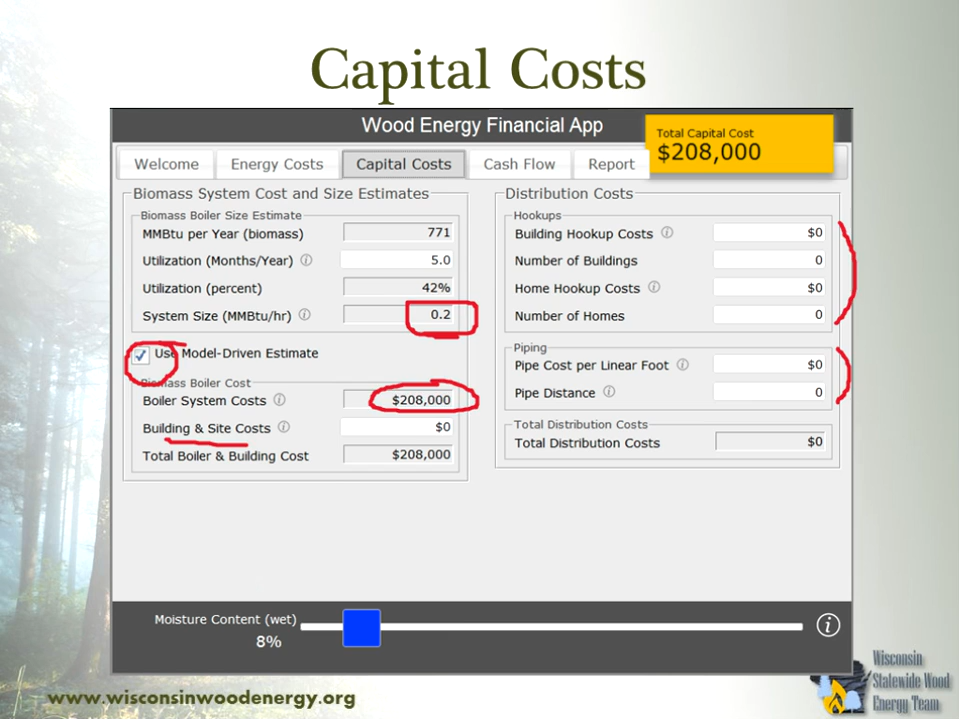 Capital Costs
Wood Energy Financial App
Total Capital Cost
$208,000
Welcome
Energy Costs
Capital Costs
Cash Flow
Report
Biomass System Cost and Size Estimates
Biomass Boiler Size Estimate
MMBtu per Year (biomass) 771
Utilization (Months/Year) 5.0
Utilization (percent) 42%
System Size (MMBtu/hr) 0.2
Use Model-Driven Estimate
Biomass Boiler Cost
Boiler System Costs $208,000
Building & Site Costs $0
Total Boiler & Building Cost $208,000
Distribution Costs
Hookups
Building Hookup Costs $0
Number of Buildings 0
Home Hookup Costs $0
Number of Homes 0
Piping
Pipe Cost per Linear Foot $0
Pipe Distance 0
Total Distribution Costs
Total Distribution Costs $0
Moisture Content (wet)
8%
www.wisconsinwoodenergy.org
Wisconsin
Statewide Wood
Energy Team